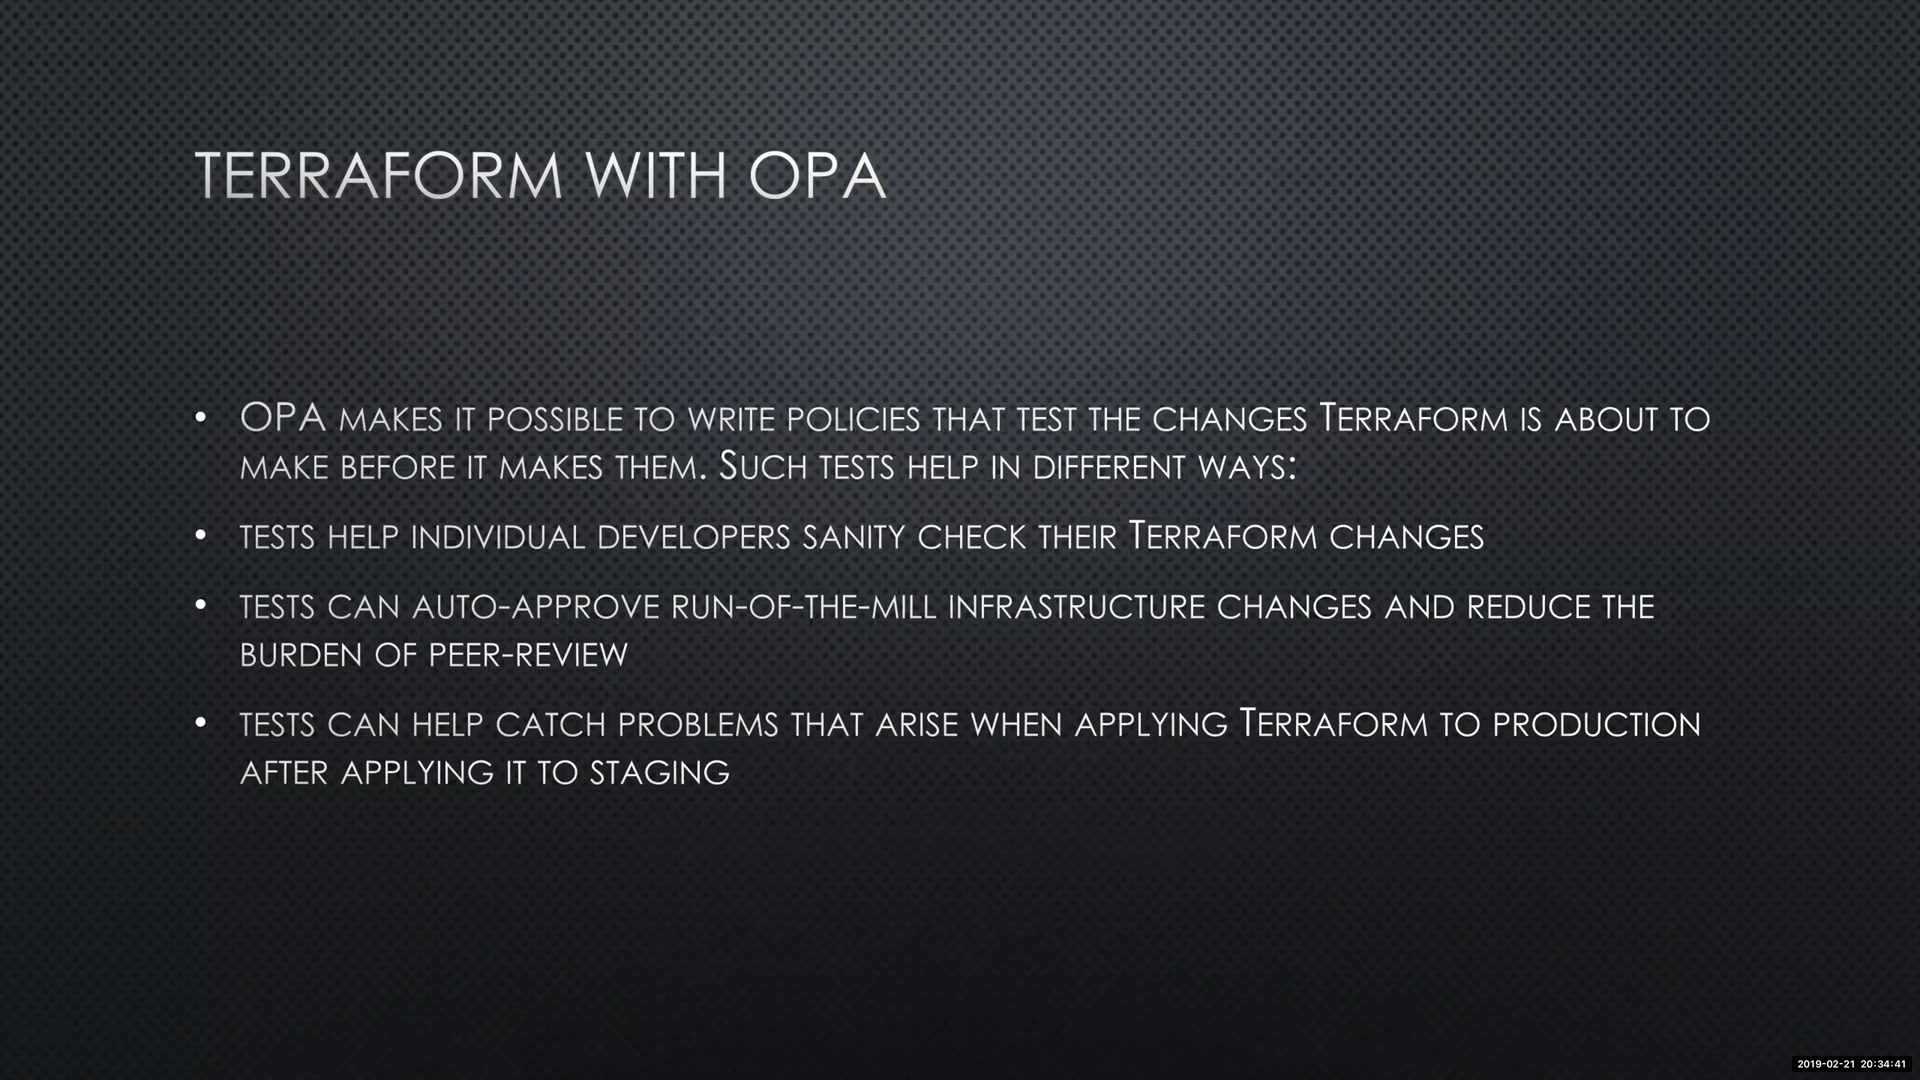 TERRAFORM WITH OPA
• OPA MAKES IT POSSIBLE TO WRITE POLICIES THAT TEST THE CHANGES TERRAFORM IS ABOUT TO
MAKE BEFORE IT MAKES THEM. SUCH TESTS HELP IN DIFFERENT WAYS:
• TESTS HELP INDIVIDUAL DEVELOPERS SANITY CHECK THEIR TERRAFORM CHANGES
• TESTS CAN AUTO-APPROVE RUN-OF-THE-MILL INFRASTRUCTURE CHANGES AND REDUCE THE
BURDEN OF PEER-REVIEW
• TESTS CAN HELP CATCH PROBLEMS THAT ARISE WHEN APPLYING TERRAFORM TO PRODUCTION
AFTER APPLYING IT TO STAGING
2019-02-21 20:34:41